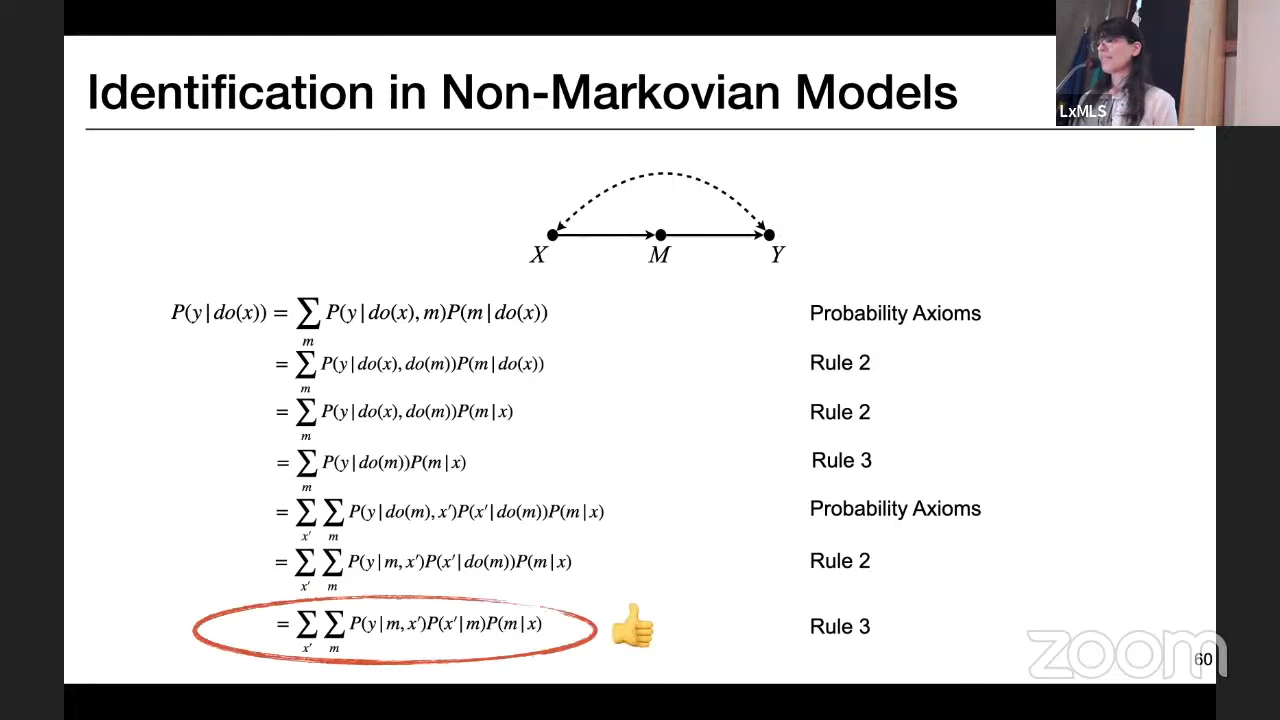 Identification in Non-Markovian Models
LxMLS
X M Y
P(y|do(x)) = ∑_m P(y|do(x), m)P(m|do(x)) Probability Axioms
= ∑_m P(y|do(x), do(m))P(m|do(x)) Rule 2
= ∑_m P(y|do(x), do(m))P(m|x) Rule 2
= ∑_m P(y|do(m))P(m|x) Rule 3
= ∑_x′ ∑_m P(y|do(m), x′)P(x′|do(m))P(m|x) Probability Axioms
= ∑_x′ ∑_m P(y|m, x′)P(x′|do(m))P(m|x) Rule 2
= ∑_x′ ∑_m P(y|m, x′)P(x′|m)P(m|x) Rule 3
zoom
60